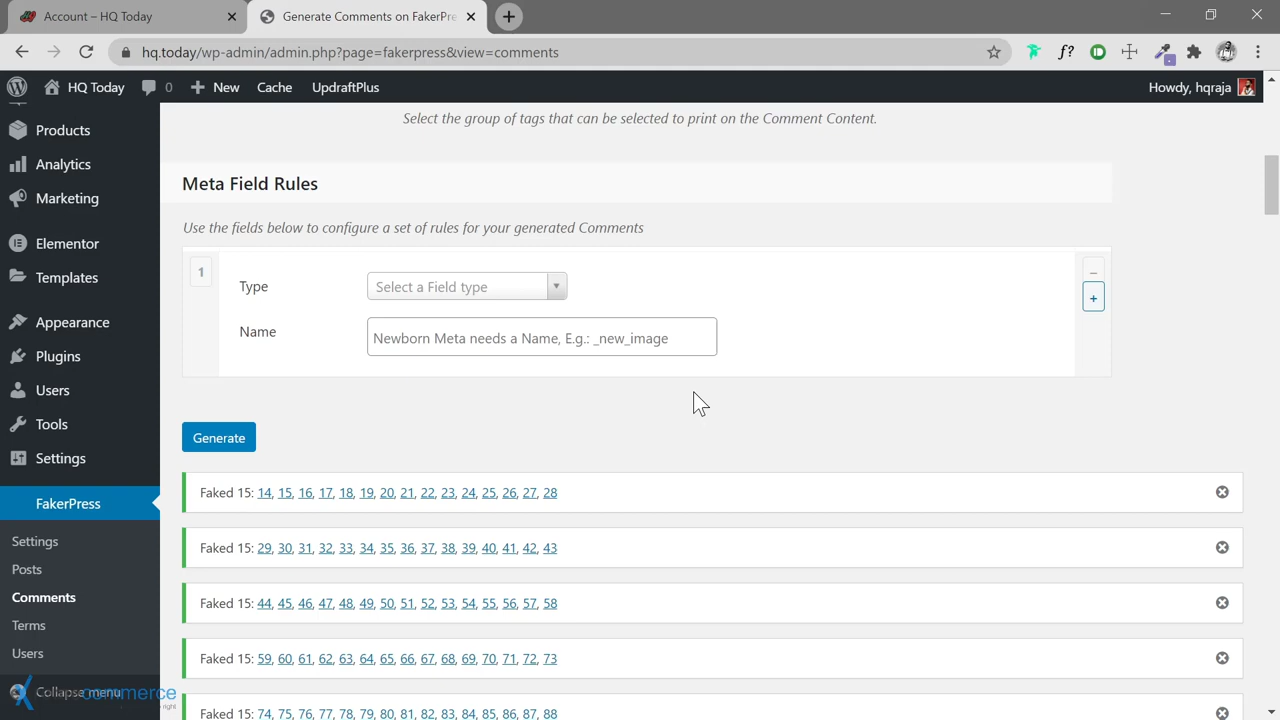 Account – HQ Today
Generate Comments on FakerPre
hq.today/wp-admin/admin.php?page=fakerpress&view=comments
f?
HQ Today
0
New
Cache
UpdraftPlus
Howdy, hqraja
Products
Analytics
Marketing
Elementor
Templates
Appearance
Plugins
Users
Tools
Settings
FakerPress
Settings
Posts
Comments
Terms
Users
Collapse menu
commerce
right
Select the group of tags that can be selected to print on the Comment Content.
Meta Field Rules
Use the fields below to configure a set of rules for your generated Comments
1
Type
Select a Field type
Name
Newborn Meta needs a Name, E.g.: _new_image
Generate
Faked 15: 14, 15, 16, 17, 18, 19, 20, 21, 22, 23, 24, 25, 26, 27, 28
Faked 15: 29, 30, 31, 32, 33, 34, 35, 36, 37, 38, 39, 40, 41, 42, 43
Faked 15: 44, 45, 46, 47, 48, 49, 50, 51, 52, 53, 54, 55, 56, 57, 58
Faked 15: 59, 60, 61, 62, 63, 64, 65, 66, 67, 68, 69, 70, 71, 72, 73
Faked 15: 74, 75, 76, 77, 78, 79, 80, 81, 82, 83, 84, 85, 86, 87, 88